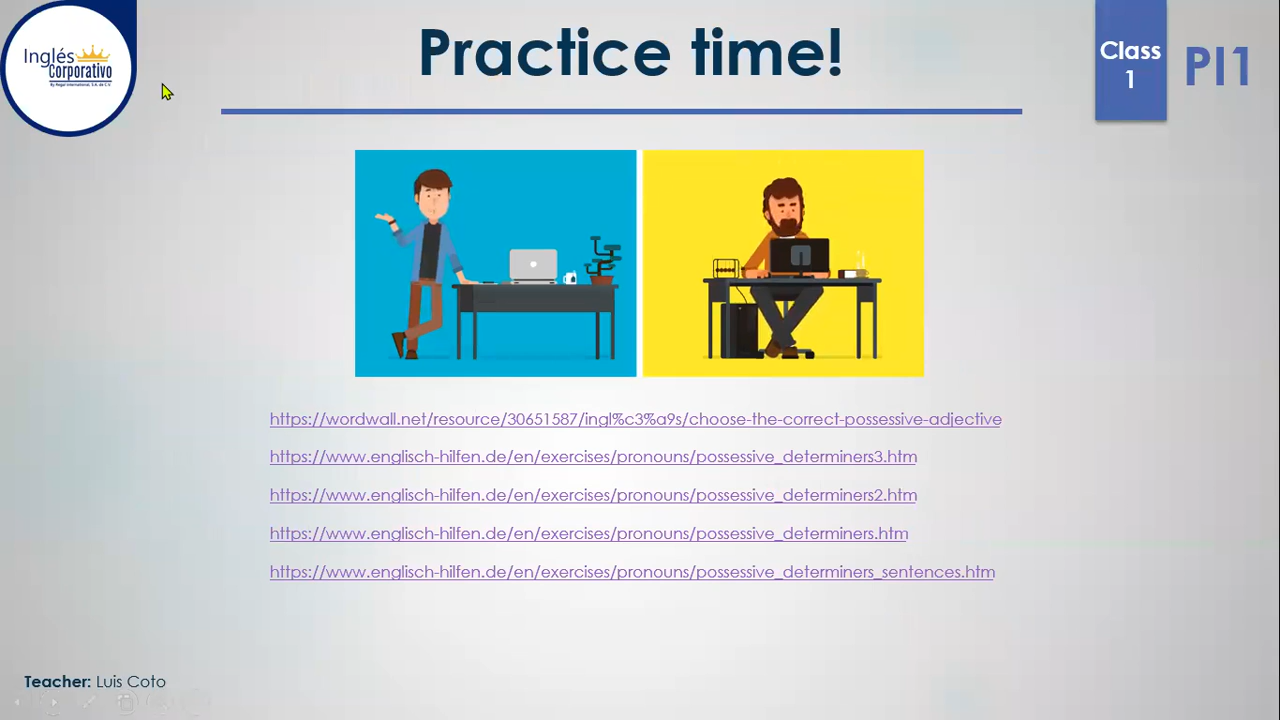 Practice time!
Inglés
Corporativo
By Regal International, S.A. de C.V.
Class
1
PI1
https://wordwall.net/resource/30651587/ingl%c3%a9s/choose-the-correct-possessive-adjective
https://www.englisch-hilfen.de/en/exercises/pronouns/possessive_determiners3.htm
https://www.englisch-hilfen.de/en/exercises/pronouns/possessive_determiners2.htm
https://www.englisch-hilfen.de/en/exercises/pronouns/possessive_determiners.htm
https://www.englisch-hilfen.de/en/exercises/pronouns/possessive_determiners_sentences.htm
Teacher: Luis Coto